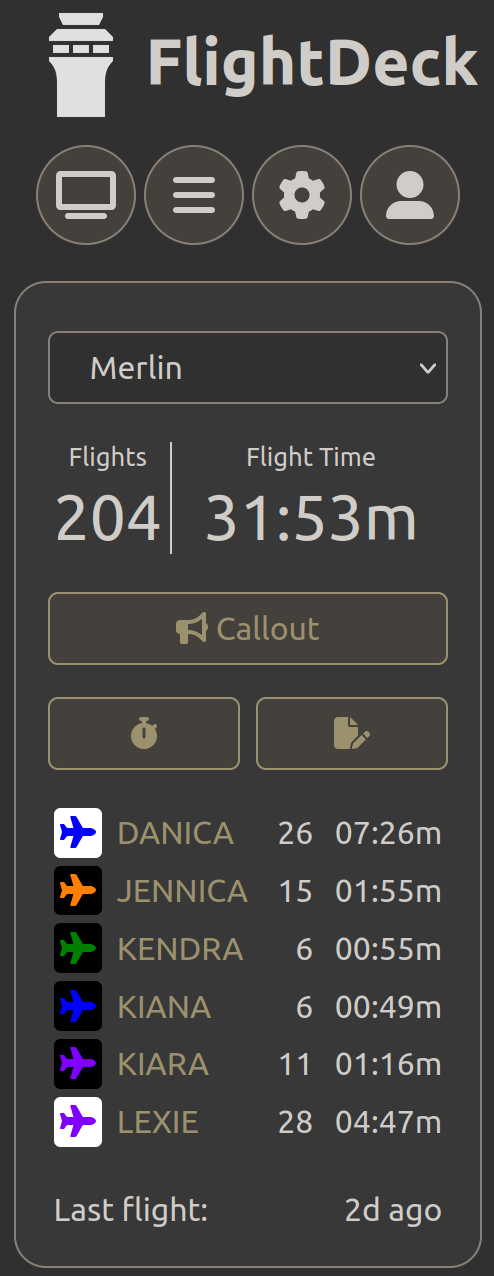 FlightDeck
Merlin
Flights Flight Time
204 31:53m
Callout
DANICA 26 07:26m
JENNICA 15 01:55m
KENDRA 6 00:55m
KIANA 6 00:49m
KIARA 11 01:16m
LEXIE 28 04:47m
Last flight: 2d ago